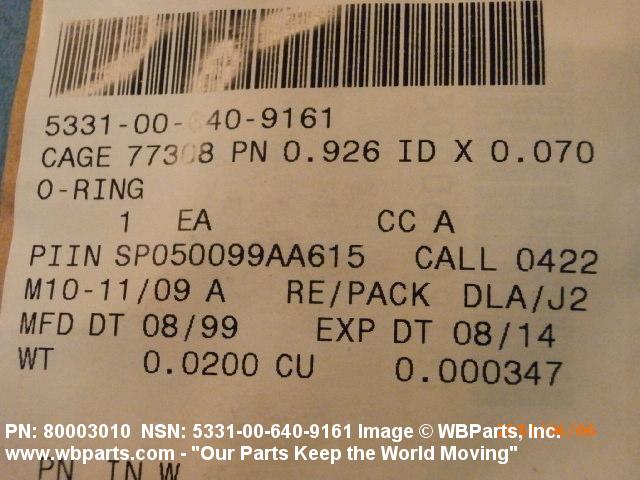 5331-00-640-9161
CAGE 77308 PN 0.926 ID X 0.070
O-RING
1 EA CC A
PIIN SP050099AA615 CALL 0422
M10-11/09 A RE/PACK DLA/J2
MFD DT 08/99 EXP DT 08/14
WT 0.0200 CU 0.000347
PN: 80003010 NSN: 5331-00-640-9161 Image © WBParts, Inc.
www.wbparts.com - "Our Parts Keep the World Moving"
PN IN W